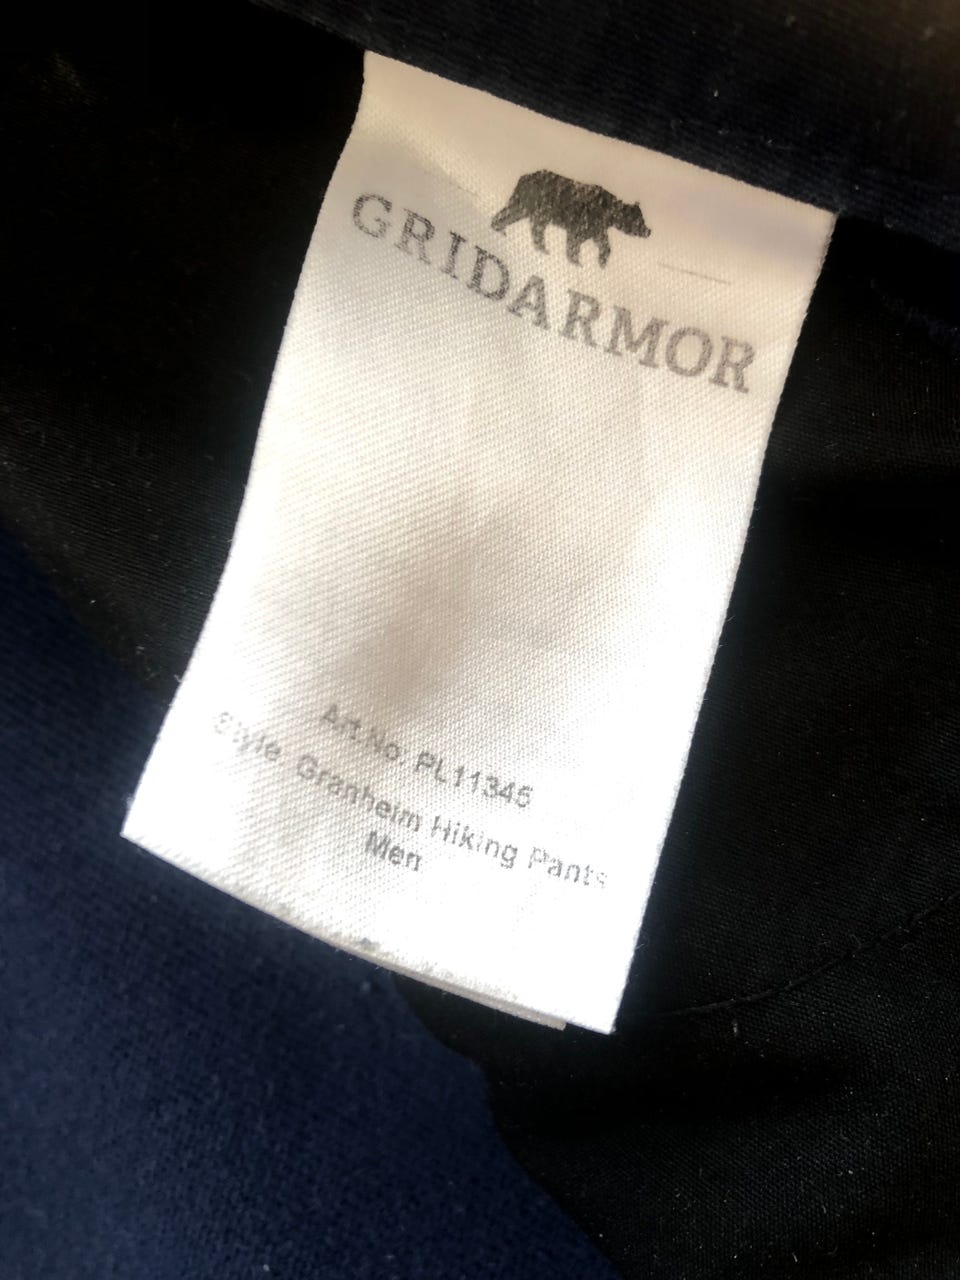 GRIDARMOR
Art.No. PL11345
Style Granheim Hiking Pants
Men